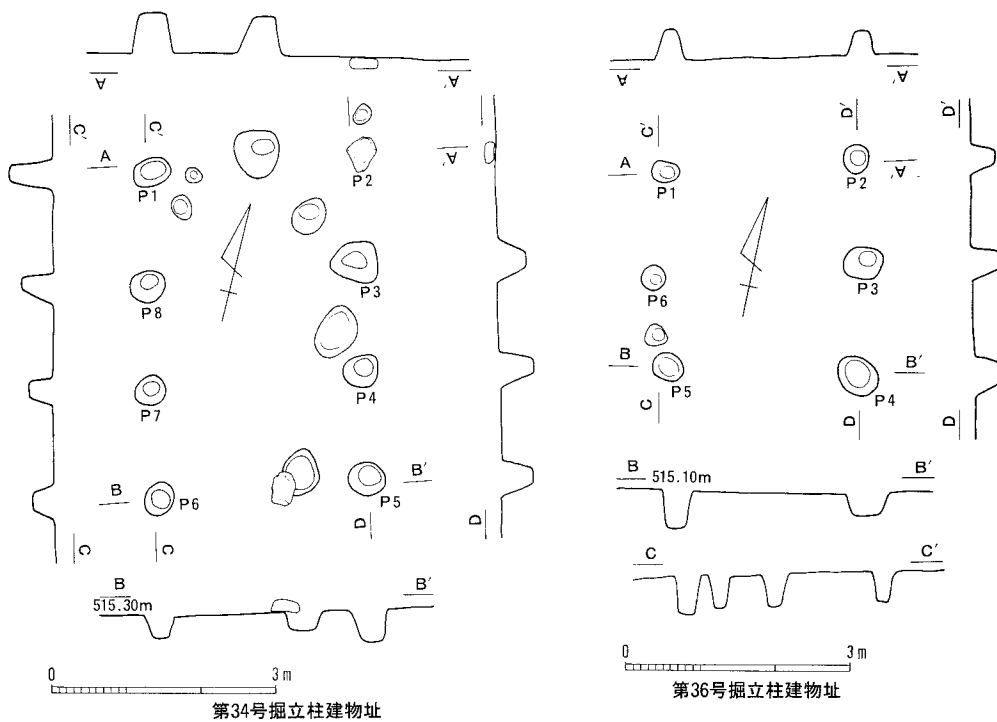 A A'
C' C' A A' D' D' C' D' D'
A P2 A' A P2 A'
P1 P1
P3 P3
P8 P6
P4 B B'
P7 P5 P4
C D D
B P6 P5 B'
C C D D
B 515.10m B'
C C'
B B'
515.30m
0 3m
0 3m
第34号掘立柱建物址
第36号掘立柱建物址